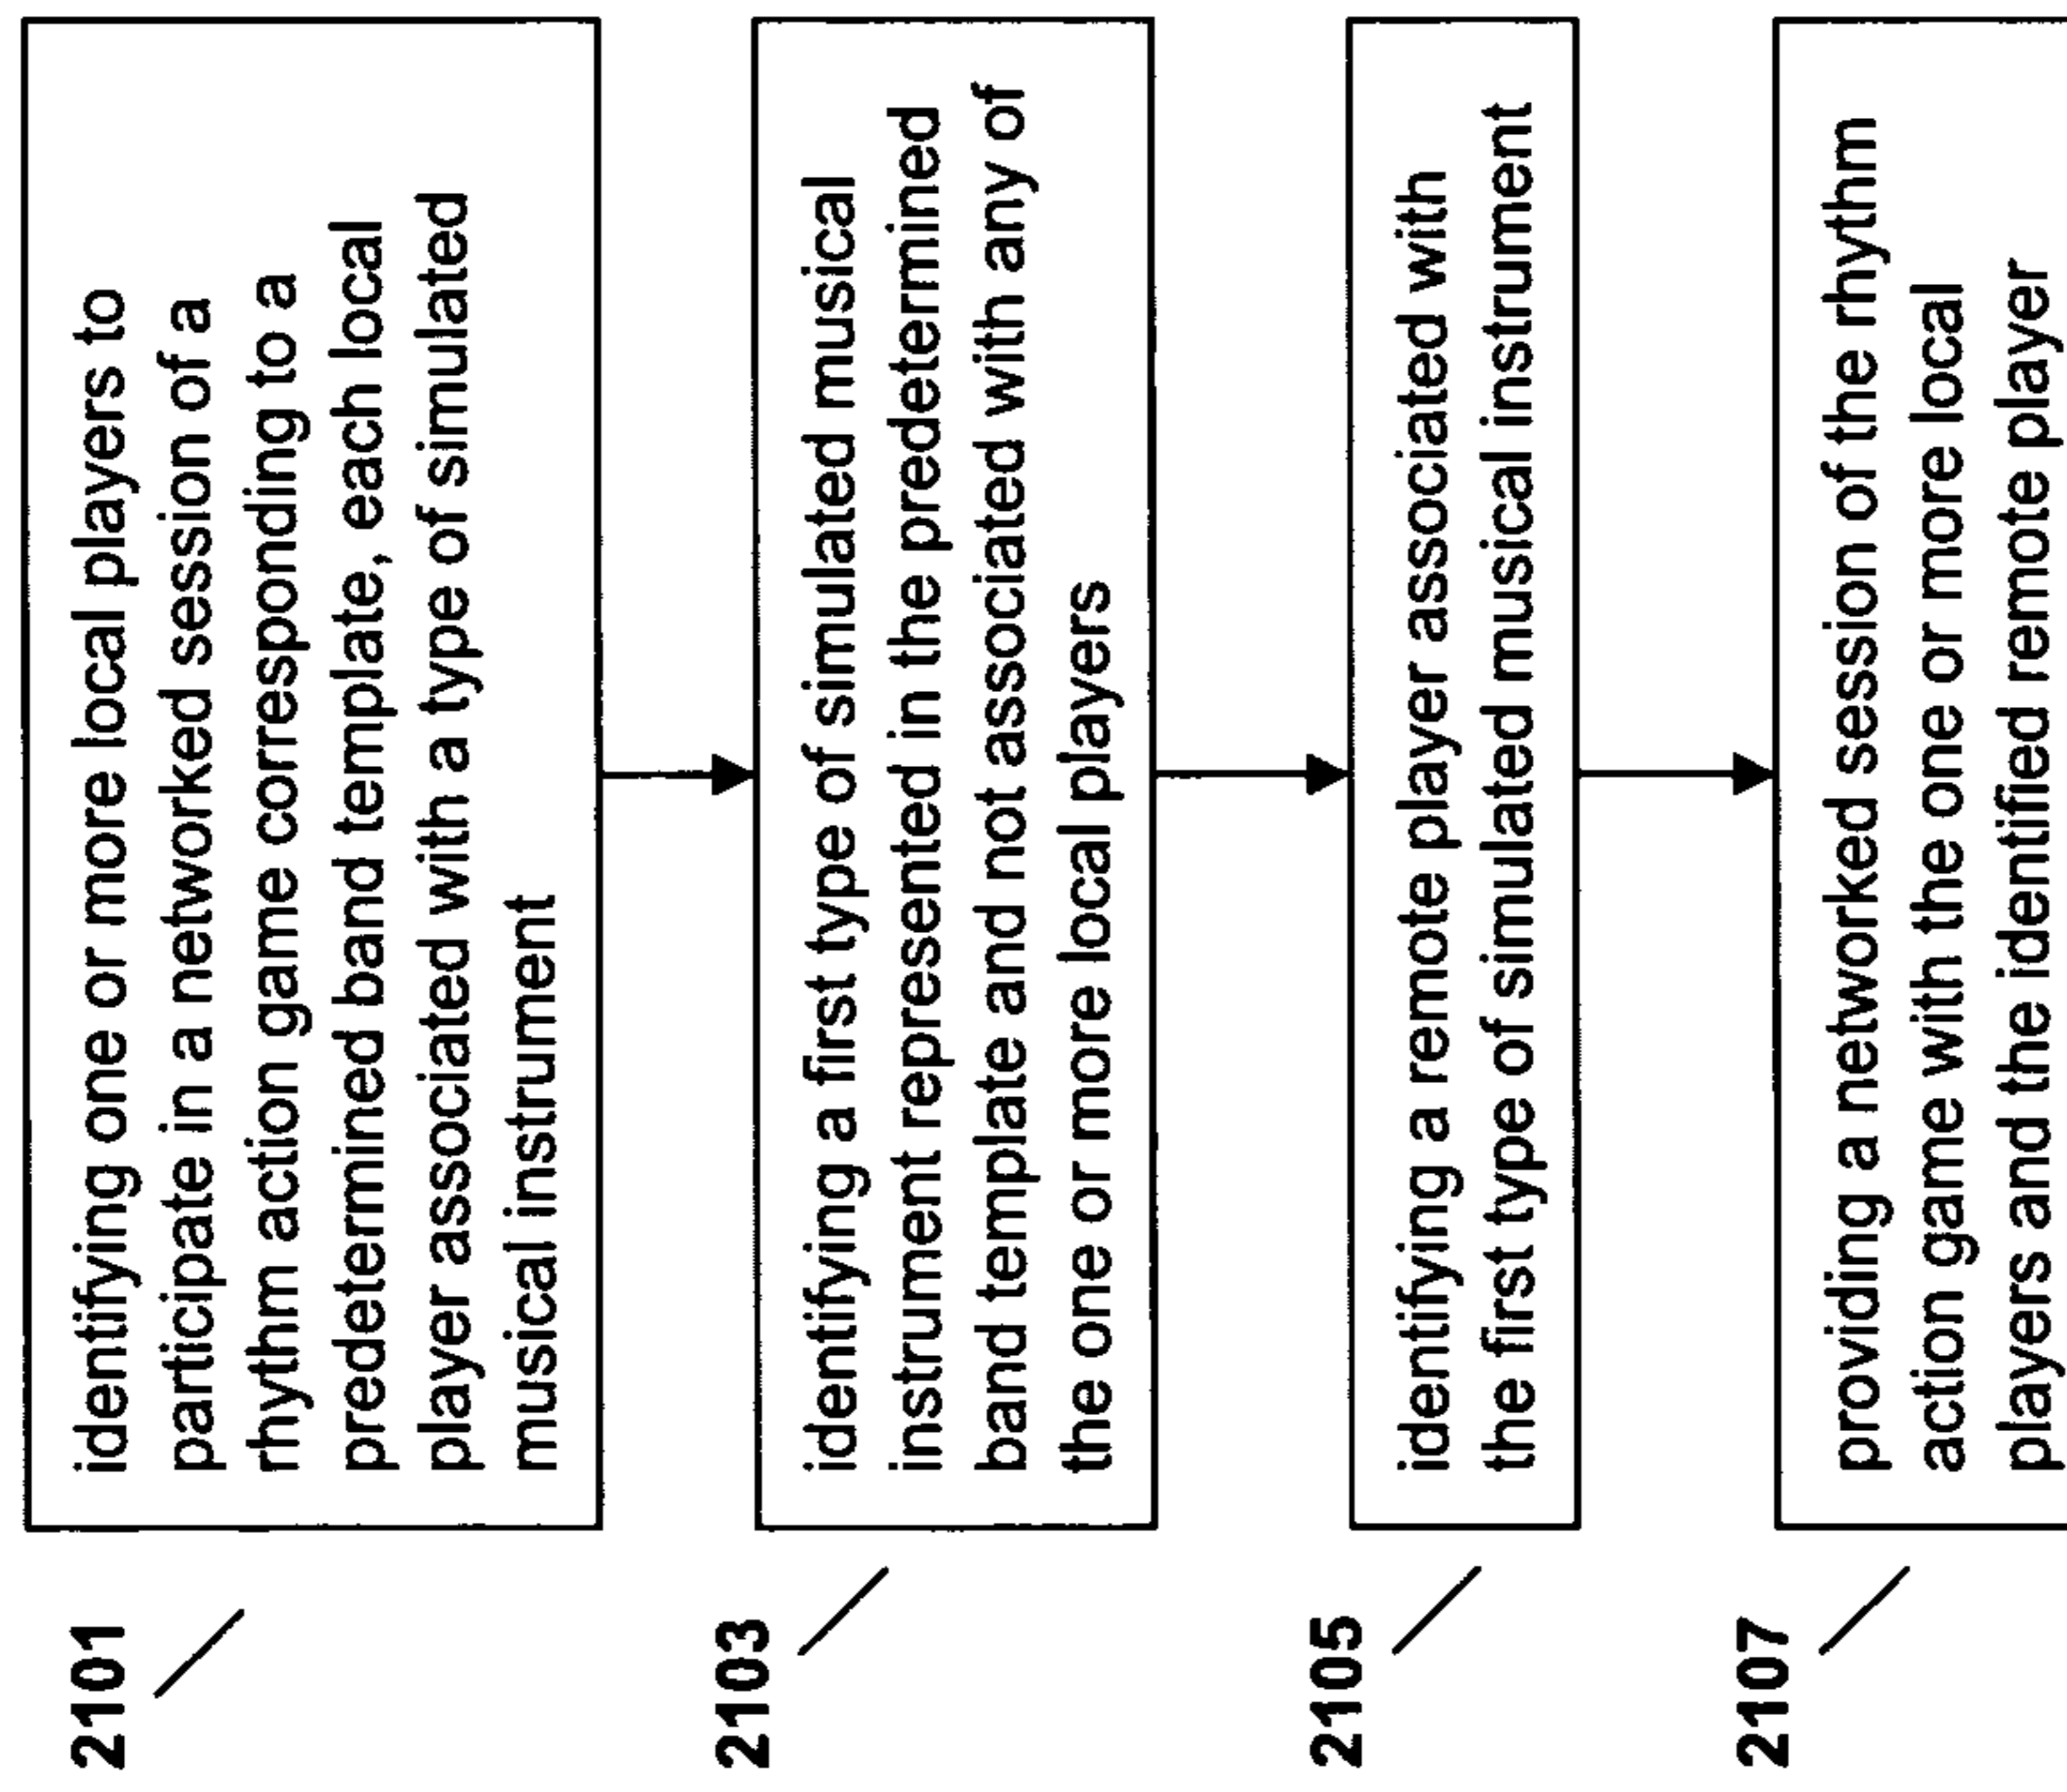 2101
identifying one or more local players to
participate in a networked session of a
rhythm action game corresponding to a
predetermined band template, each local
player associated with a type of simulated
musical instrument
2103
identifying a first type of simulated musical
instrument represented in the predetermined
band template and not associated with any of
the one or more local players
2105
identifying a remote player associated with
the first type of simulated musical instrument
2107
providing a networked session of the rhythm
action game with the one or more local
players and the identified remote player